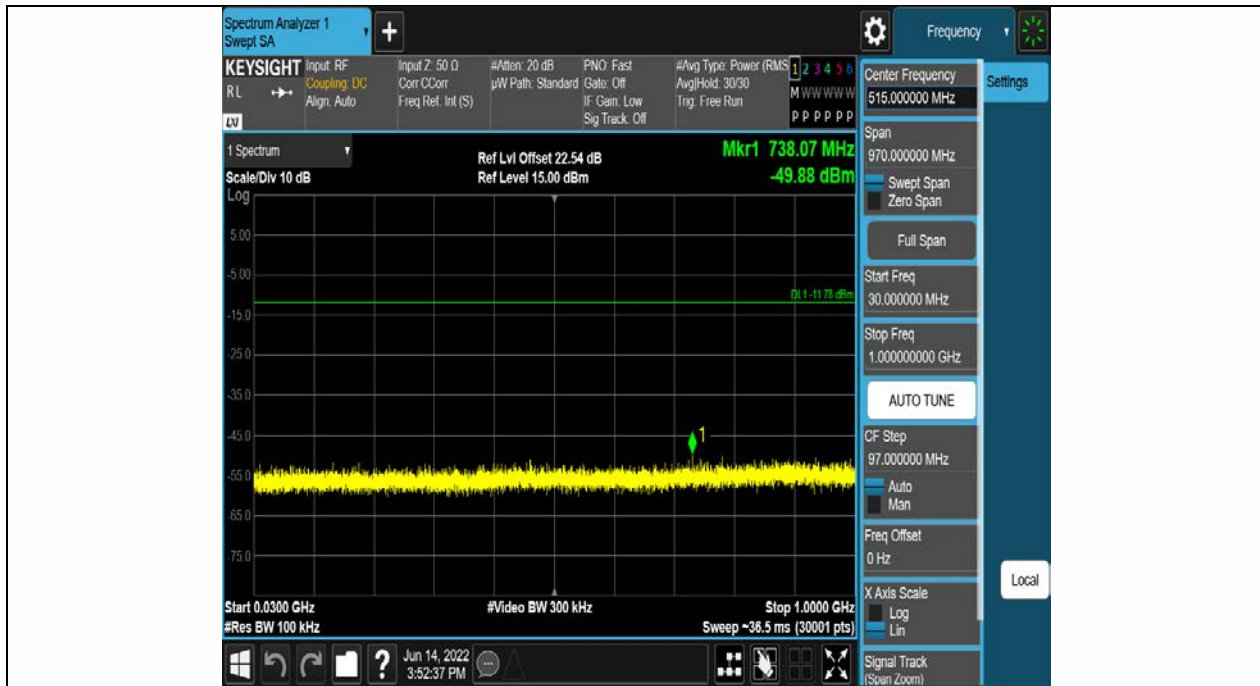 Spectrum Analyzer 1
Swept SA
+
Frequency
KEYSIGHT
RL
LXI
Input: RF
Coupling: DC
Align: Auto
Input Z: 50 Ω
Corr CCorr
Freq Ref: Int (S)
#Atten: 20 dB
µW Path: Standard
PNO: Fast
Gate: Off
IF Gain: Low
Sig Track: Off
#Avg Type: Power (RMS
Avg|Hold: 30/30
Trig: Free Run
1 2 3 4 5 6
M W W W W W
P P P P P P
1 Spectrum
Scale/Div 10 dB
Ref Lvl Offset 22.54 dB
Ref Level 15.00 dBm
Mkr1 738.07 MHz
-49.88 dBm
Log
5.00
-5.00
DL1 -11.78 dBm
-15.0
-25.0
-35.0
-45.0
1
-55.0
-65.0
-75.0
Start 0.0300 GHz
#Res BW 100 kHz
#Video BW 300 kHz
Stop 1.0000 GHz
Sweep ~36.5 ms (30001 pts)
Center Frequency
515.000000 MHz
Settings
Span
970.000000 MHz
Swept Span
Zero Span
Full Span
Start Freq
30.000000 MHz
Stop Freq
1.000000000 GHz
AUTO TUNE
CF Step
97.000000 MHz
Auto
Man
Freq Offset
0 Hz
X Axis Scale
Log
Lin
Local
Signal Track
(Span Zoom)
?
Jun 14, 2022
3:52:37 PM